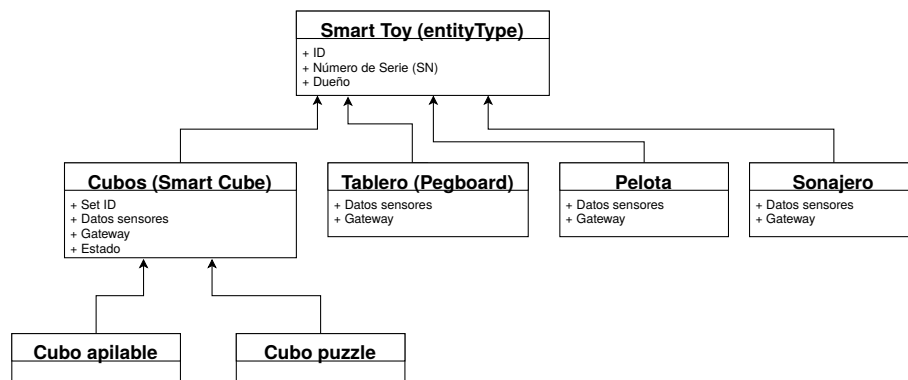 Smart Toy (entityType)
+ ID
+ Número de Serie (SN)
+ Dueño
Cubos (Smart Cube)
+ Set ID
+ Datos sensores
+ Gateway
+ Estado
Tablero (Pegboard)
+ Datos sensores
+ Gateway
Pelota
+ Datos sensores
+ Gateway
Sonajero
+ Datos sensores
+ Gateway
Cubo apilable
Cubo puzzle